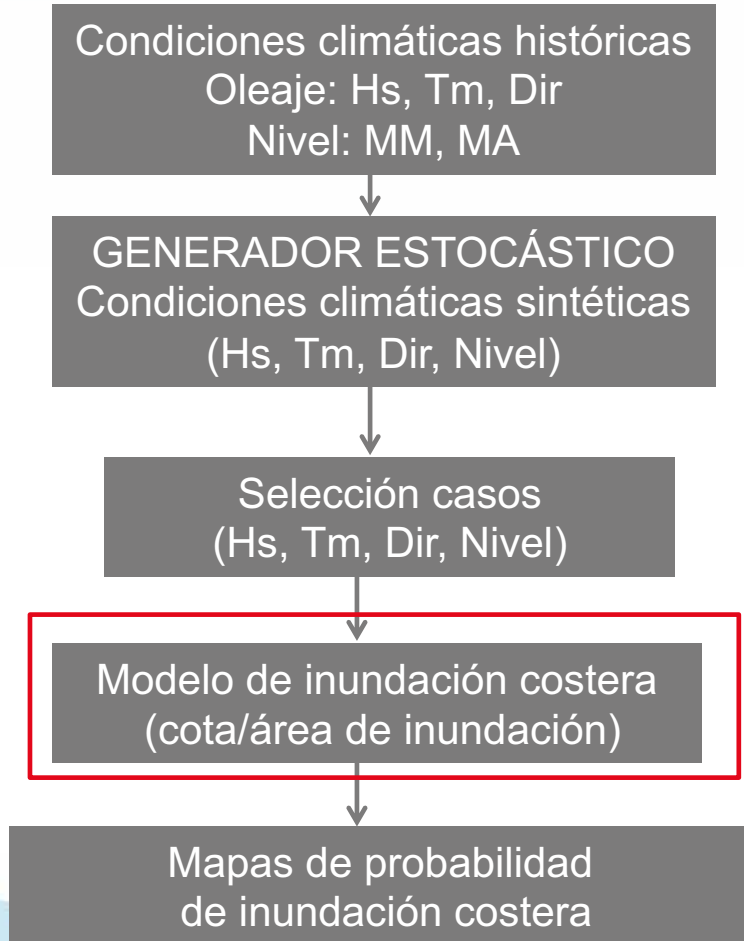 Condiciones climáticas históricas
Oleaje: Hs, Tm, Dir
Nivel: MM, MA
GENERADOR ESTOCÁSTICO
Condiciones climáticas sintéticas
(Hs, Tm, Dir, Nivel)
Selección casos
(Hs, Tm, Dir, Nivel)
Modelo de inundación costera
(cota/área de inundación)
Mapas de probabilidad
de inundación costera